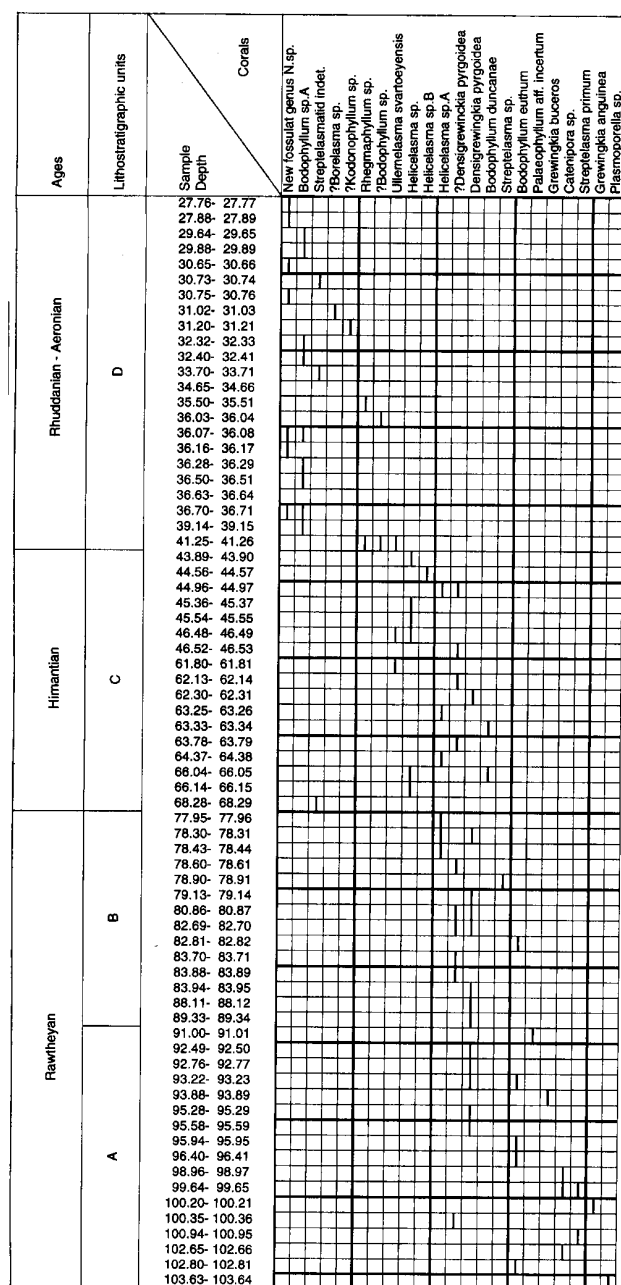 Ages
Lithostratigraphic units
Sample
Depth
Corals
New fossulat genus N.sp.
Bodophyllum sp.A
Streptelasmatid indet.
?Borelasma sp.
?Kodonophyllum sp.
Rhegmaphyllum sp.
?Bodophyllum sp.
Ullernelasma svartoeyensis
Helicelasma sp.
Helicelasma sp.B
Helicelasma sp.A
?Densigrewinckia pyrgoidea
Densigrewingkia pyrgoidea
Bodophyllum duncanae
Streptelasma sp.
Bodophyllum euthum
Palaeophyllum aff. incertum
Grewingkia buceros
Catenipora sp.
Streptelasma primum
Grewingkia anguinea
Plasmoporella sp.
Rhuddanian - Aeronian
D
27.76- 27.77
27.88- 27.89
29.64- 29.65
29.88- 29.89
30.65- 30.66
30.73- 30.74
30.75- 30.76
31.02- 31.03
31.20- 31.21
32.32- 32.33
32.40- 32.41
33.70- 33.71
34.65- 34.66
35.50- 35.51
36.03- 36.04
36.07- 36.08
36.16- 36.17
36.28- 36.29
36.50- 36.51
36.63- 36.64
36.70- 36.71
39.14- 39.15
41.25- 41.26
Hirnantian
C
43.89- 43.90
44.56- 44.57
44.96- 44.97
45.36- 45.37
45.54- 45.55
46.48- 46.49
46.52- 46.53
61.80- 61.81
62.13- 62.14
62.30- 62.31
63.25- 63.26
63.33- 63.34
63.78- 63.79
64.37- 64.38
66.04- 66.05
66.14- 66.15
68.28- 68.29
Rawtheyan
B
77.95- 77.96
78.30- 78.31
78.43- 78.44
78.60- 78.61
78.90- 78.91
79.13- 79.14
80.86- 80.87
82.69- 82.70
82.81- 82.82
83.70- 83.71
83.88- 83.89
83.94- 83.95
88.11- 88.12
89.33- 89.34
A
91.00- 91.01
92.49- 92.50
92.76- 92.77
93.22- 93.23
93.88- 93.89
95.28- 95.29
95.58- 95.59
95.94- 95.95
96.40- 96.41
98.96- 98.97
99.64- 99.65
100.20- 100.21
100.35- 100.36
100.94- 100.95
102.65- 102.66
102.80- 102.81
103.63- 103.64